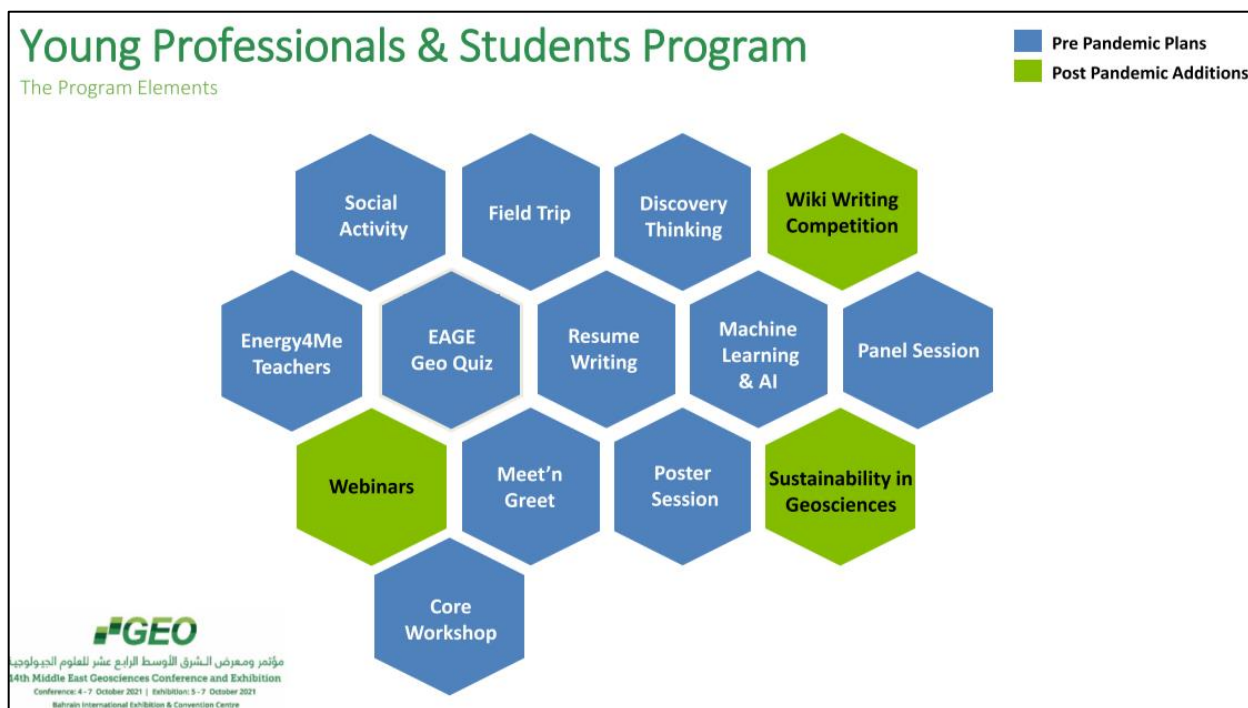 Young Professionals & Students Program
The Program Elements
Pre Pandemic Plans
Post Pandemic Additions
Social
Activity
Field Trip
Discovery
Thinking
Wiki Writing
Competition
Energy4Me
Teachers
EAGE
Geo Quiz
Resume
Writing
Machine
Learning
& AI
Panel Session
Webinars
Meet'n
Greet
Poster
Session
Sustainability in
Geosciences
Core
Workshop
GEO
مؤتمر ومعرض الشرق الأوسط الرابع عشر للعلوم الجيولوجية
14th Middle East Geosciences Conference and Exhibition
Conference: 4 - 7 October 2021 | Exhibition: 5 - 7 October 2021
Bahrain International Exhibition & Convention Centre